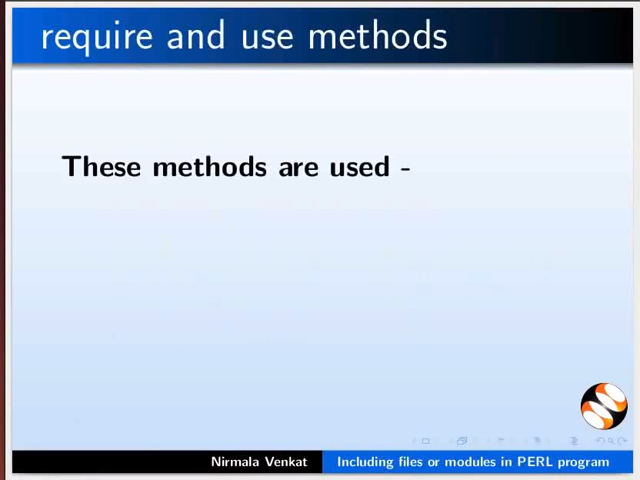 require and use methods
These methods are used -
Nirmala Venkat
Including files or modules in PERL program